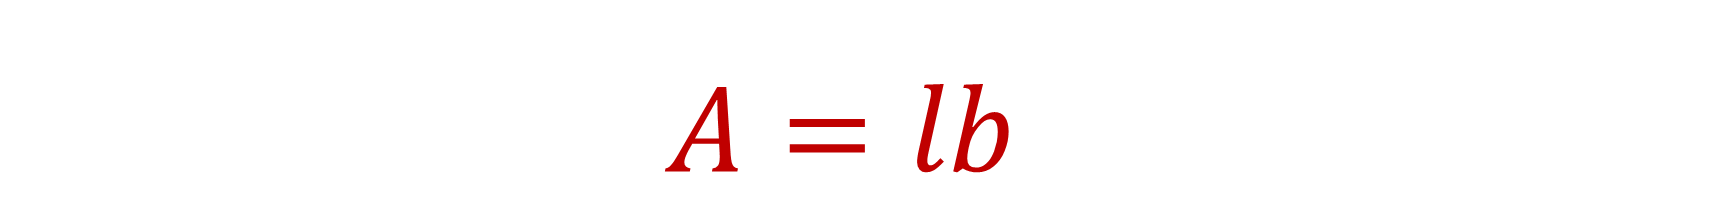 A = lb